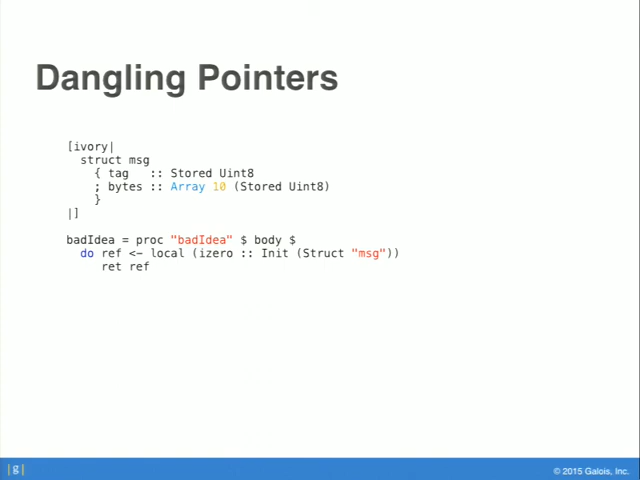 Dangling Pointers
[ivory|
struct msg
{ tag :: Stored Uint8
; bytes :: Array 10 (Stored Uint8)
}
|]
badIdea = proc "badIdea" $ body $
do ref <- local (izero :: Init (Struct "msg"))
ret ref
|g|
© 2015 Galois, Inc.